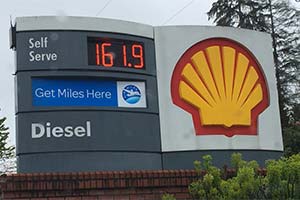 Self
Serve
161.9
Get Miles Here
Diesel